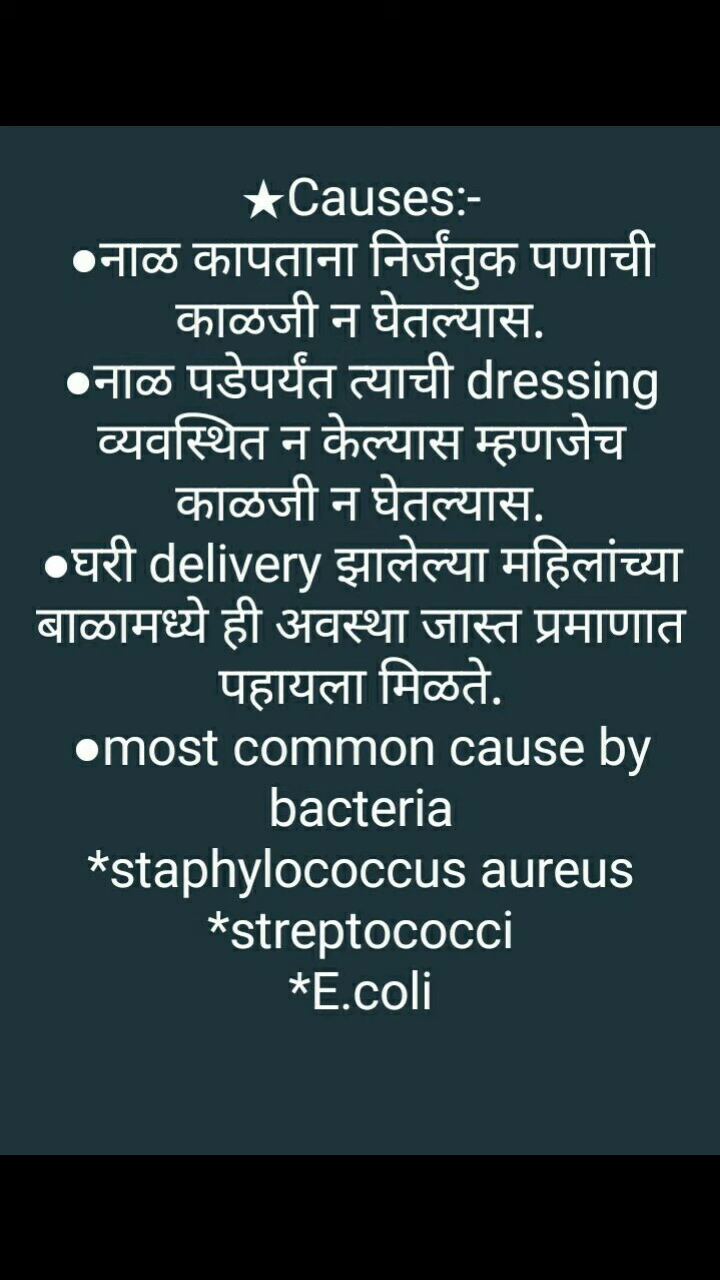 ★Causes:-
●नाळ कापताना निर्जंतुक पणाची
काळजी न घेतल्यास.
●नाळ पडेपर्यंत त्याची dressing
व्यवस्थित न केल्यास म्हणजेच
काळजी न घेतल्यास.
●घरी delivery झालेल्या महिलांच्या
बाळामध्ये ही अवस्था जास्त प्रमाणात
पहायला मिळते.
●most common cause by
bacteria
*staphylococcus aureus
*streptococci
*E.coli